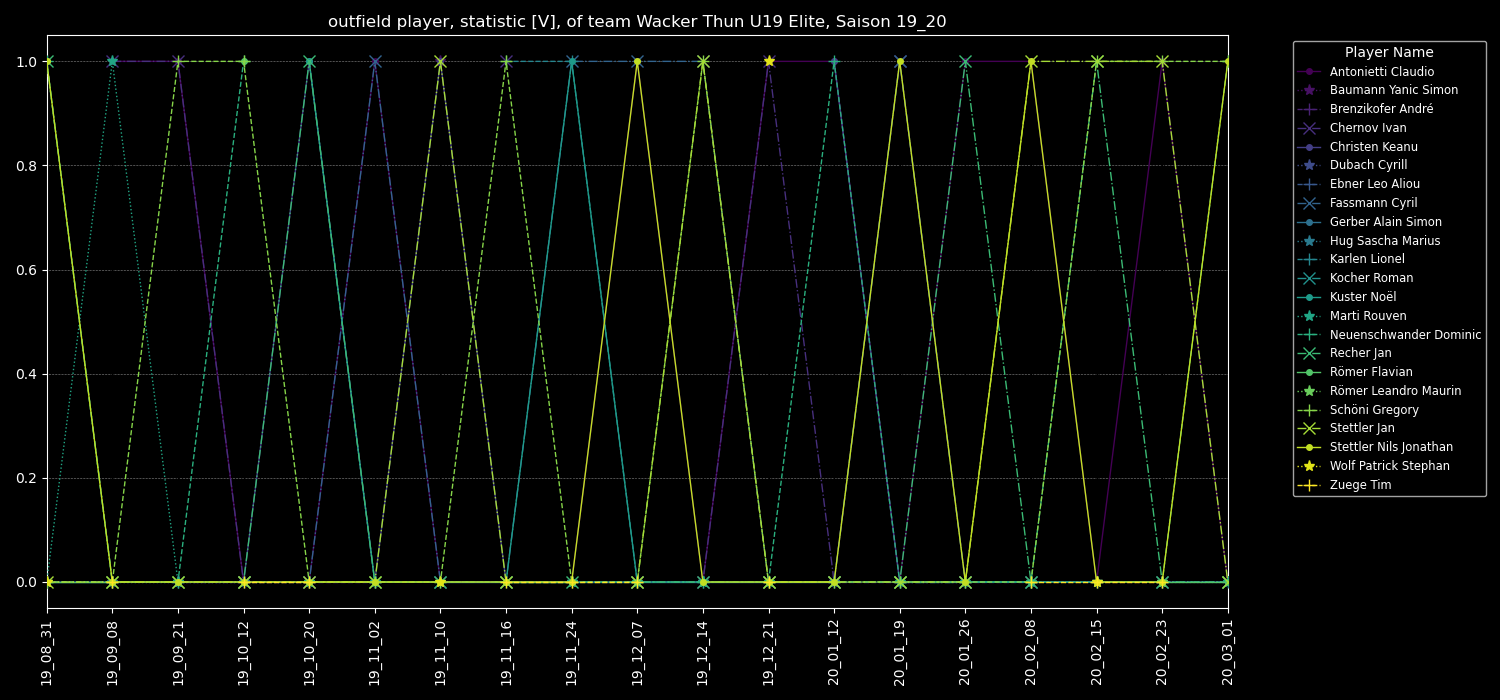 outfield player, statistic [V], of team Wacker Thun U19 Elite, Saison 19_20
1.0
0.8
0.6
0.4
0.2
0.0
19_08_31
19_09_08
19_09_21
19_10_12
19_10_20
19_11_02
19_11_10
19_11_16
19_11_24
19_12_07
19_12_14
19_12_21
20_01_12
20_01_19
20_01_26
20_02_08
20_02_15
20_02_23
20_03_01
Player Name
Antonietti Claudio
Baumann Yanic Simon
Brenzikofer André
Chernov Ivan
Christen Keanu
Dubach Cyrill
Ebner Leo Aliou
Fassmann Cyril
Gerber Alain Simon
Hug Sascha Marius
Karlen Lionel
Kocher Roman
Kuster Noël
Marti Rouven
Neuenschwander Dominic
Recher Jan
Römer Flavian
Römer Leandro Maurin
Schöni Gregory
Stettler Jan
Stettler Nils Jonathan
Wolf Patrick Stephan
Zuege Tim